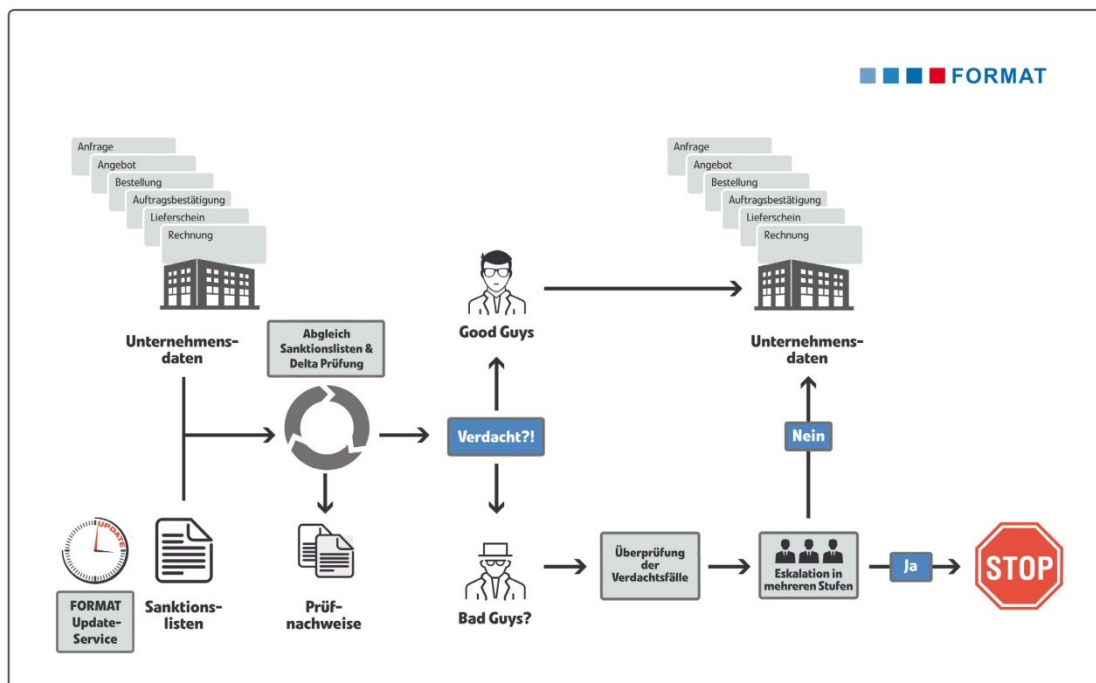 FORMAT
Anfrage
Angebot
Bestellung
Auftragsbestätigung
Lieferschein
Rechnung
Unternehmens-
daten
Abgleich
Sanktionslisten &
Delta Prüfung
Good Guys
Anfrage
Angebot
Bestellung
Auftragsbestätigung
Lieferschein
Rechnung
Unternehmens-
daten
Verdacht?!
Nein
UPDATE
FORMAT
Update-
Service
Sanktions-
listen
Prüf-
nachweise
Bad Guys?
Überprüfung
der
Verdachtsfälle
Eskalation in
mehreren Stufen
Ja
STOP